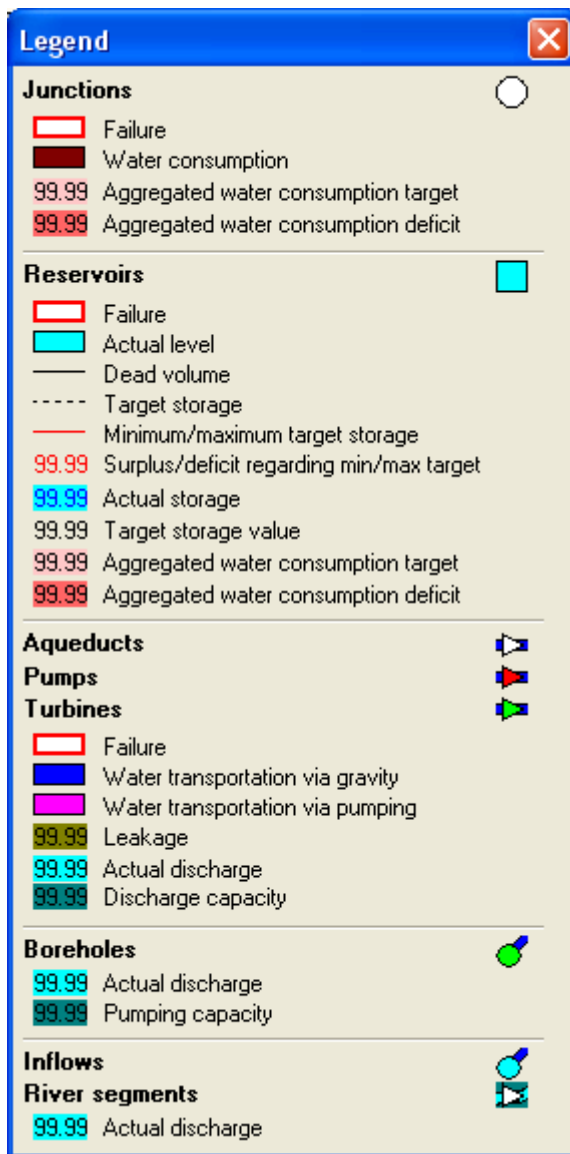 Legend
Junctions
Failure
Water consumption
99.99 Aggregated water consumption target
99.99 Aggregated water consumption deficit
Reservoirs
Failure
Actual level
Dead volume
Target storage
Minimum/maximum target storage
99.99 Surplus/deficit regarding min/max target
99.99 Actual storage
99.99 Target storage value
99.99 Aggregated water consumption target
99.99 Aggregated water consumption deficit
Aqueducts
Pumps
Turbines
Failure
Water transportation via gravity
Water transportation via pumping
99.99 Leakage
99.99 Actual discharge
99.99 Discharge capacity
Boreholes
99.99 Actual discharge
99.99 Pumping capacity
Inflows
River segments
99.99 Actual discharge